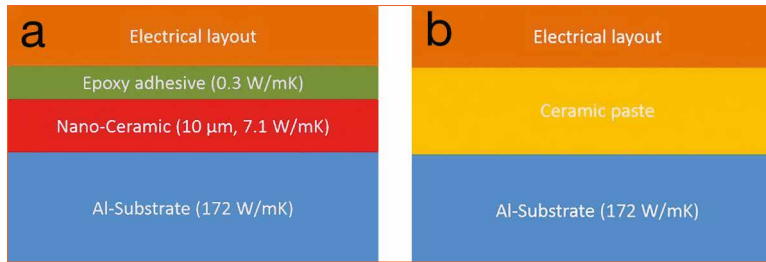 a
Electrical layout
Epoxy adhesive (0.3 W/mK)
Nano-Ceramic (10 µm, 7.1 W/mK)
Al-Substrate (172 W/mK)
b
Electrical layout
Ceramic paste
Al-Substrate (172 W/mK)